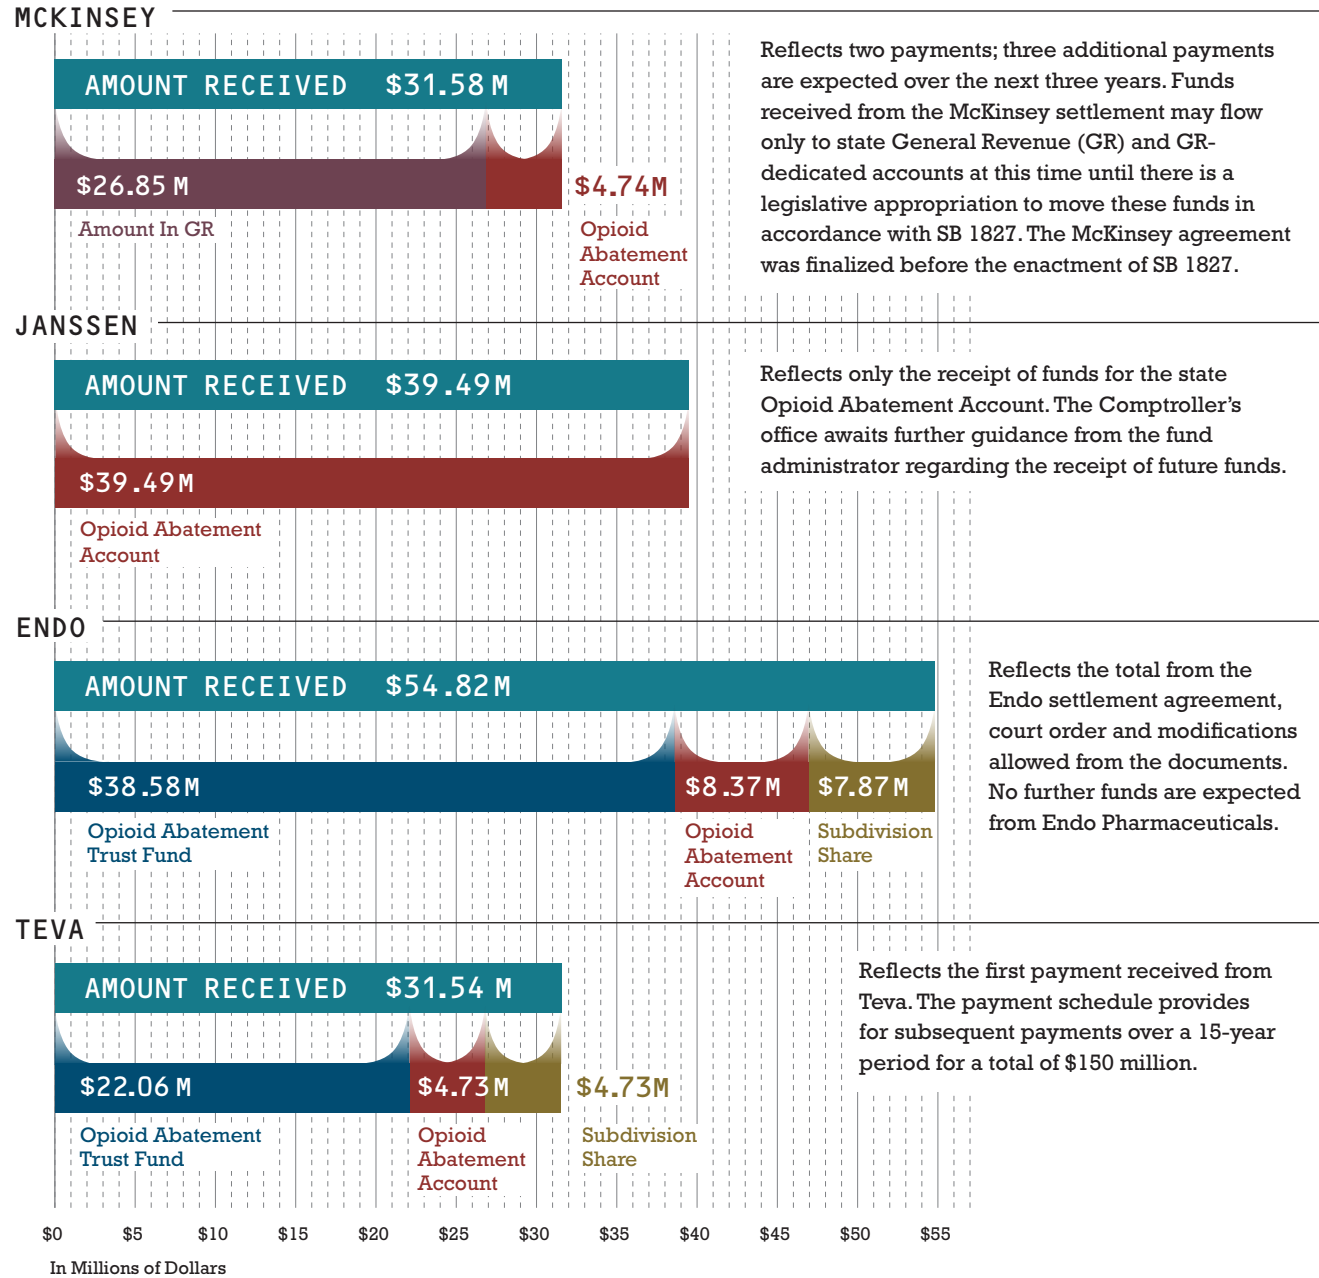 MCKINSEY
AMOUNT RECEIVED $31.58 M
$26.85 M
$4.74M
Amount In GR
Opioid
Abatement
Account
Reflects two payments; three additional payments
are expected over the next three years. Funds
received from the McKinsey settlement may flow
only to state General Revenue (GR) and GR-
dedicated accounts at this time until there is a
legislative appropriation to move these funds in
accordance with SB 1827. The McKinsey agreement
was finalized before the enactment of SB 1827.
JANSSEN
AMOUNT RECEIVED $39.49M
$39.49M
Opioid Abatement
Account
Reflects only the receipt of funds for the state
Opioid Abatement Account. The Comptroller's
office awaits further guidance from the fund
administrator regarding the receipt of future funds.
ENDO
AMOUNT RECEIVED $54.82M
$38.58M
$8.37M
$7.87M
Opioid Abatement
Trust Fund
Opioid
Abatement
Account
Subdivision
Share
Reflects the total from the
Endo settlement agreement,
court order and modifications
allowed from the documents.
No further funds are expected
from Endo Pharmaceuticals.
TEVA
AMOUNT RECEIVED $31.54 M
$22.06 M
$4.73M
$4.73M
Opioid Abatement
Trust Fund
Opioid
Abatement
Account
Subdivision
Share
Reflects the first payment received from
Teva. The payment schedule provides
for subsequent payments over a 15-year
period for a total of $150 million.
$0 $5 $10 $15 $20 $25 $30 $35 $40 $45 $50 $55
In Millions of Dollars